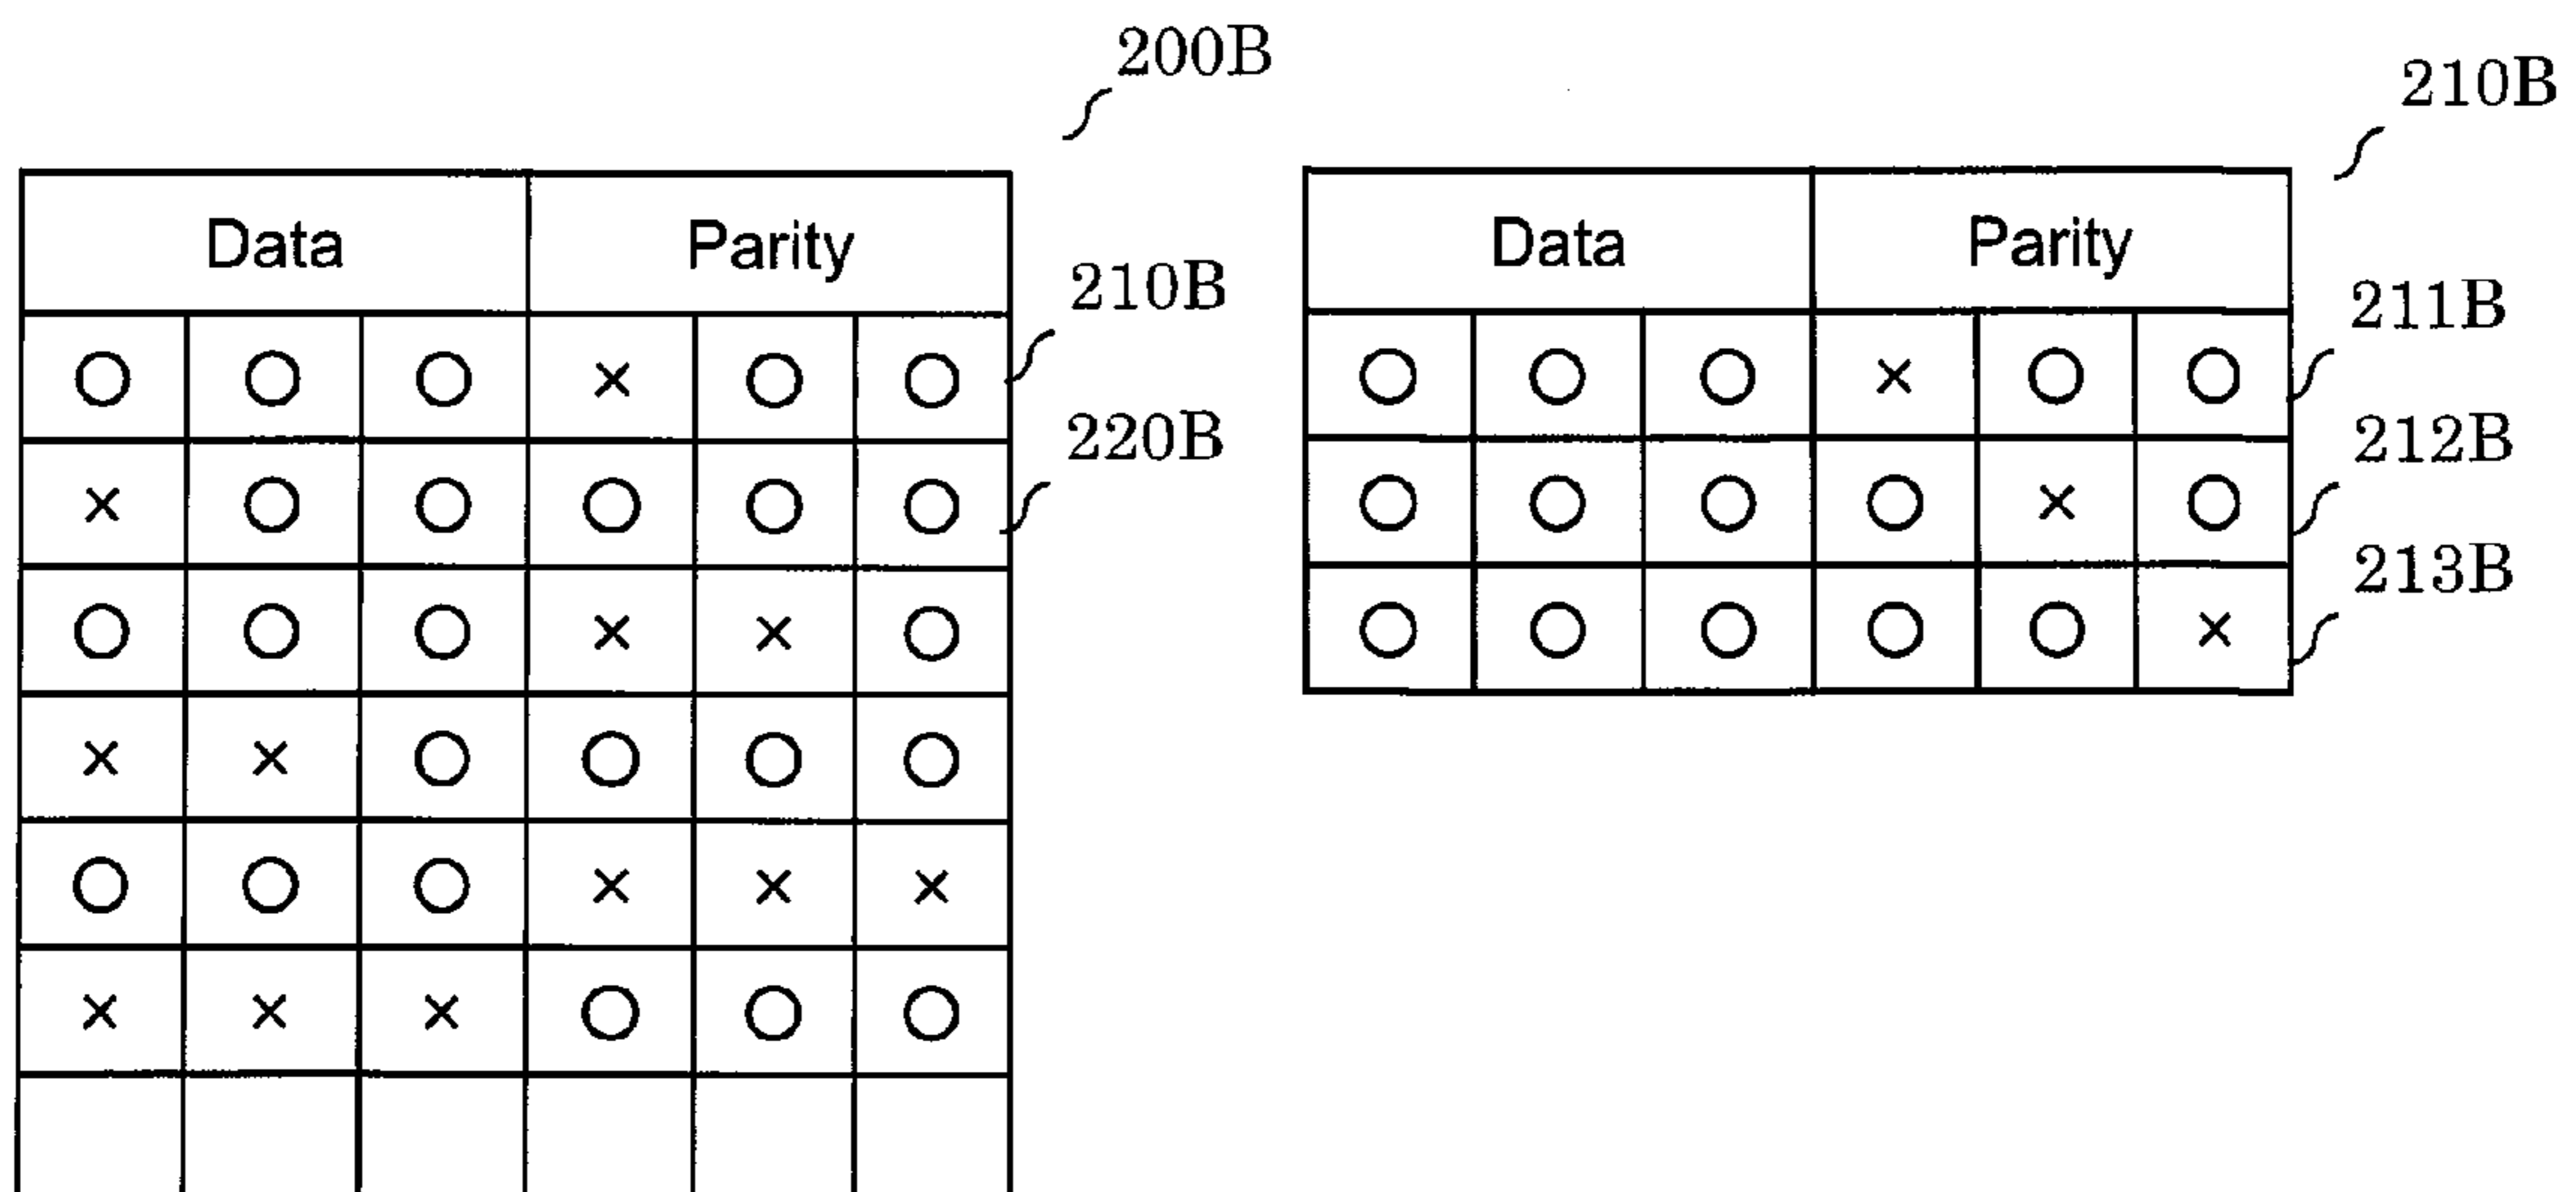 200B
Data Parity
210B
○ ○ ○ × ○ ○
220B
× ○ ○ ○ ○ ○
○ ○ ○ × × ○
× × ○ ○ ○ ○
○ ○ ○ × × ×
× × × ○ ○ ○
210B
Data Parity
211B
○ ○ ○ × ○ ○
212B
○ ○ ○ ○ × ○
213B
○ ○ ○ ○ ○ ×